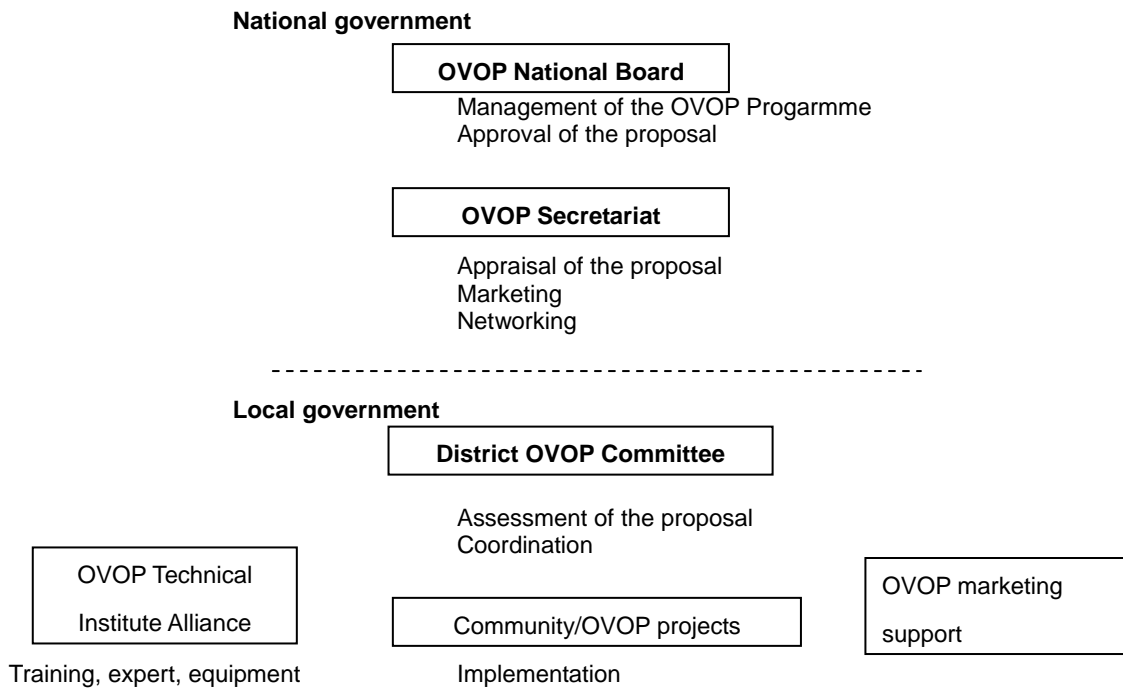 National government
OVOP National Board
Management of the OVOP Progarmme
Approval of the proposal
OVOP Secretariat
Appraisal of the proposal
Marketing
Networking
Local government
District OVOP Committee
Assessment of the proposal
Coordination
OVOP Technical
Institute Alliance
Training, expert, equipment
Community/OVOP projects
Implementation
OVOP marketing
support